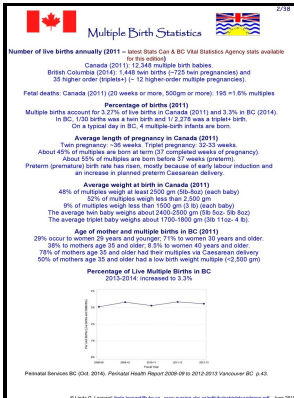 2/38
Multiple Birth Statistics
Number of live births annually (2011 – latest Stats Can & BC Vital Statistics Agency stats available
for this edition)
Canada (2011): 12,348 multiple birth babies.
British Columbia (2014): 1,448 twin births (~725 twin pregnancies) and
35 higher order (triplets+) (~ 12 higher-order multiple pregnancies).
Fetal deaths: Canada (2011) (20 weeks or more, 500gm or more): 195 =1.6% multiples
Percentage of births (2011)
Multiple births account for 3.27% of live births in Canada (2011) and 3.3% in BC (2014).
In BC, 1/30 births was a twin birth and 1/ 2,278 was a triplet+ birth.
On a typical day in BC, 4 multiple-birth infants are born.
Average length of pregnancy in Canada (2011)
Twin pregnancy: ~36 weeks. Triplet pregnancy: 32-33 weeks.
About 45% of multiples are born at term (37 completed weeks of pregnancy).
About 55% of multiples are born before 37 weeks (preterm).
Preterm (premature) birth rate has risen, mostly because of early labour induction and
an increase in planned preterm Caesarean delivery.
Average weight at birth in Canada (2011)
48% of multiples weigh at least 2500 gm (5lb-8oz) (each baby)
52% of multiples weigh less than 2,500 gm
9% of multiples weigh less than 1500 gm (3 lb) (each baby)
The average twin baby weighs about 2400-2500 gm (5lb 5oz- 5lb 8oz)
The average triplet baby weighs about 1700-1800 gm (3lb 11oz- 4 lb).
Age of mother and multiple births in BC (2011)
29% occur to women 29 years and younger; 71% to women 30 years and older.
38% to mothers age 35 and older; 8.5% to women 40 years and older.
78% of mothers age 35 and older had their multiples via Caesarean delivery
50% of mothers age 35 and older had a low birth weight multiple (<2,500 gm)
Percentage of Live Multiple Births in BC
2013-2014: increased to 3.3%
Fiscal Year
Perinatal Services BC (Oct. 2014). Perinatal Health Report 2008-09 to 2012-2013 Vancouver BC p.43.